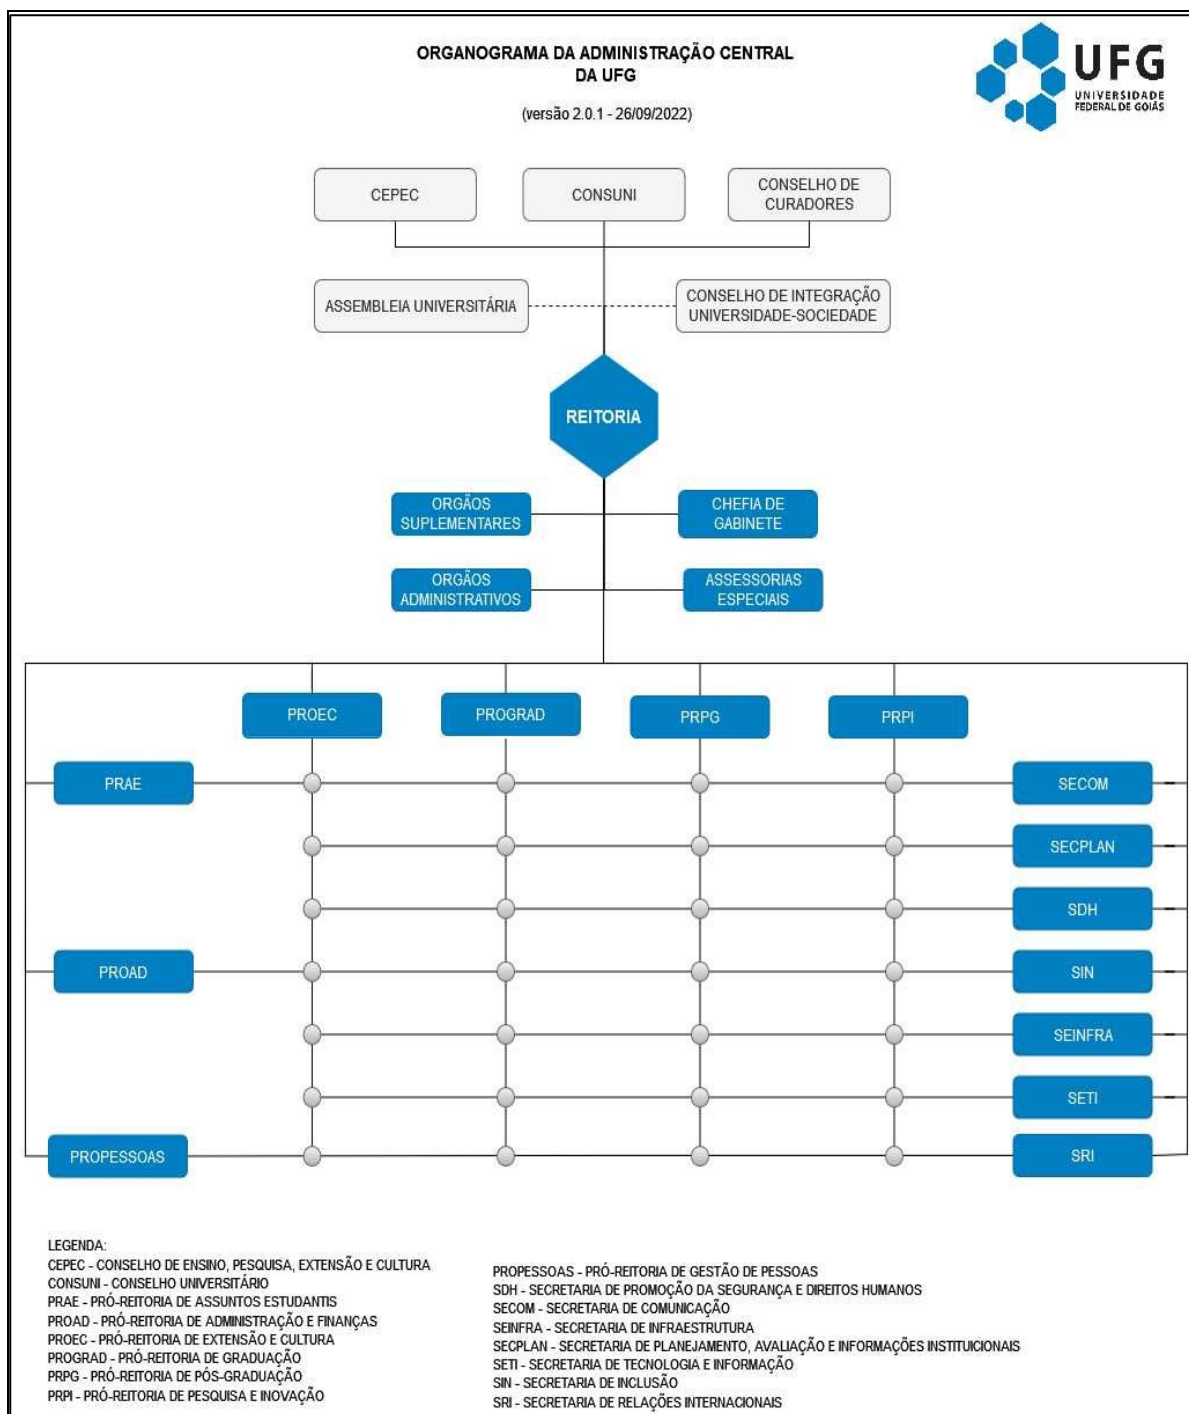 ORGANOGRAMA DA ADMINISTRAÇÃO CENTRAL
DA UFG
(versão 2.0.1 - 26/09/2022)
UFG
UNIVERSIDADE
FEDERAL DE GOIÁS
CEPEC
CONSUNI
CONSELHO DE
CURADORES
ASSEMBLEIA UNIVERSITÁRIA
CONSELHO DE INTEGRAÇÃO
UNIVERSIDADE-SOCIEDADE
REITORIA
ORGÃOS
SUPLEMENTARES
CHEFIA DE
GABINETE
ORGÃOS
ADMINISTRATIVOS
ASSESSORIAS
ESPECIAIS
PROEC
PROGRAD
PRPG
PRPI
PRAE
SECOM
SECPLAN
SDH
PROAD
SIN
SEINFRA
SETI
PROPESSOAS
SRI
LEGENDA:
CEPEC - CONSELHO DE ENSINO, PESQUISA, EXTENSÃO E CULTURA
CONSUNI - CONSELHO UNIVERSITÁRIO
PRAE - PRÓ-REITORIA DE ASSUNTOS ESTUDANTIS
PROAD - PRÓ-REITORIA DE ADMINISTRAÇÃO E FINANÇAS
PROEC - PRÓ-REITORIA DE EXTENSÃO E CULTURA
PROGRAD - PRÓ-REITORIA DE GRADUAÇÃO
PRPG - PRÓ-REITORIA DE PÓS-GRADUAÇÃO
PRPI - PRÓ-REITORIA DE PESQUISA E INOVAÇÃO
PROPESSOAS - PRÓ-REITORIA DE GESTÃO DE PESSOAS
SDH - SECRETARIA DE PROMOÇÃO DA SEGURANÇA E DIREITOS HUMANOS
SECOM - SECRETARIA DE COMUNICAÇÃO
SEINFRA - SECRETARIA DE INFRAESTRUTURA
SECPLAN - SECRETARIA DE PLANEJAMENTO, AVALIAÇÃO E INFORMAÇÕES INSTITUICIONAIS
SETI - SECRETARIA DE TECNOLOGIA E INFORMAÇÃO
SIN - SECRETARIA DE INCLUSÃO
SRI - SECRETARIA DE RELAÇÕES INTERNACIONAIS